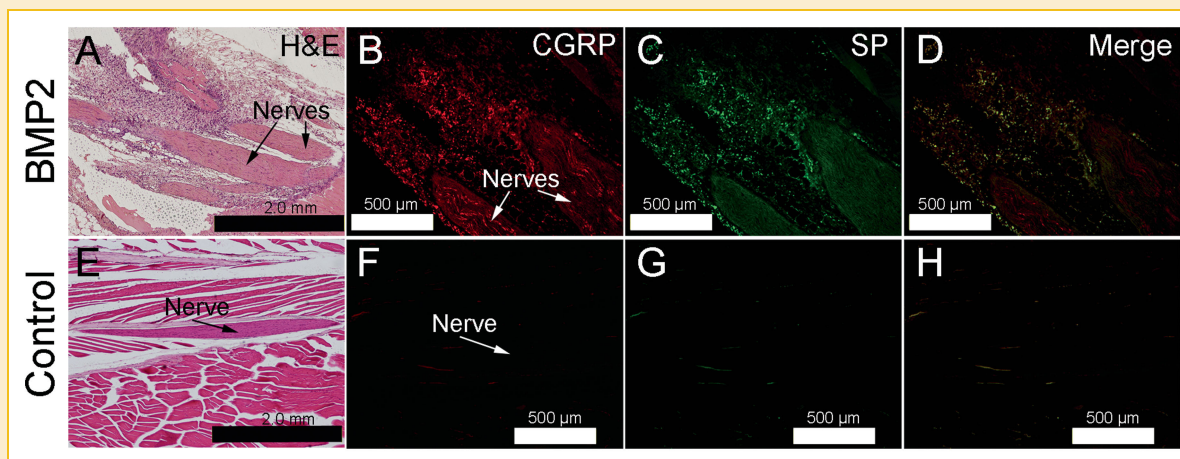 BMP2
A
H&E
Nerves
2.0 mm
B
CGRP
Nerves
500 µm
C
SP
500 µm
D
Merge
500 µm
Control
E
Nerve
2.0 mm
F
Nerve
500 µm
G
500 µm
H
500 µm